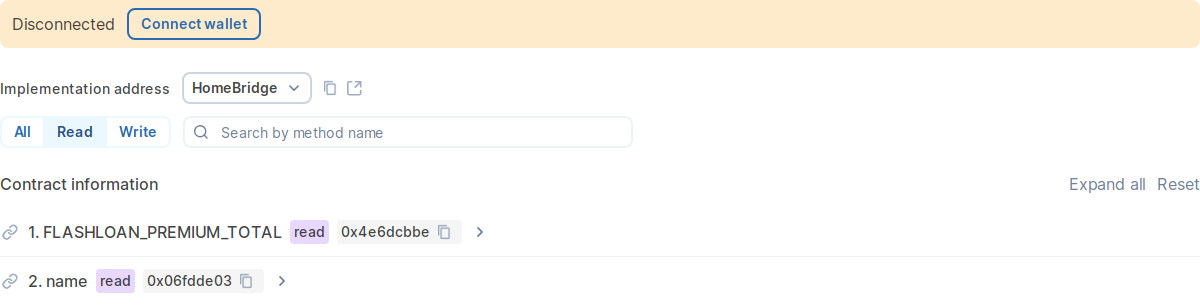 Disconnected Connect wallet
Implementation address HomeBridge
All Read Write Search by method name
Contract information Expand all Reset
1. FLASHLOAN_PREMIUM_TOTAL read 0x4e6dcbbe
2. name read 0x06fdde03